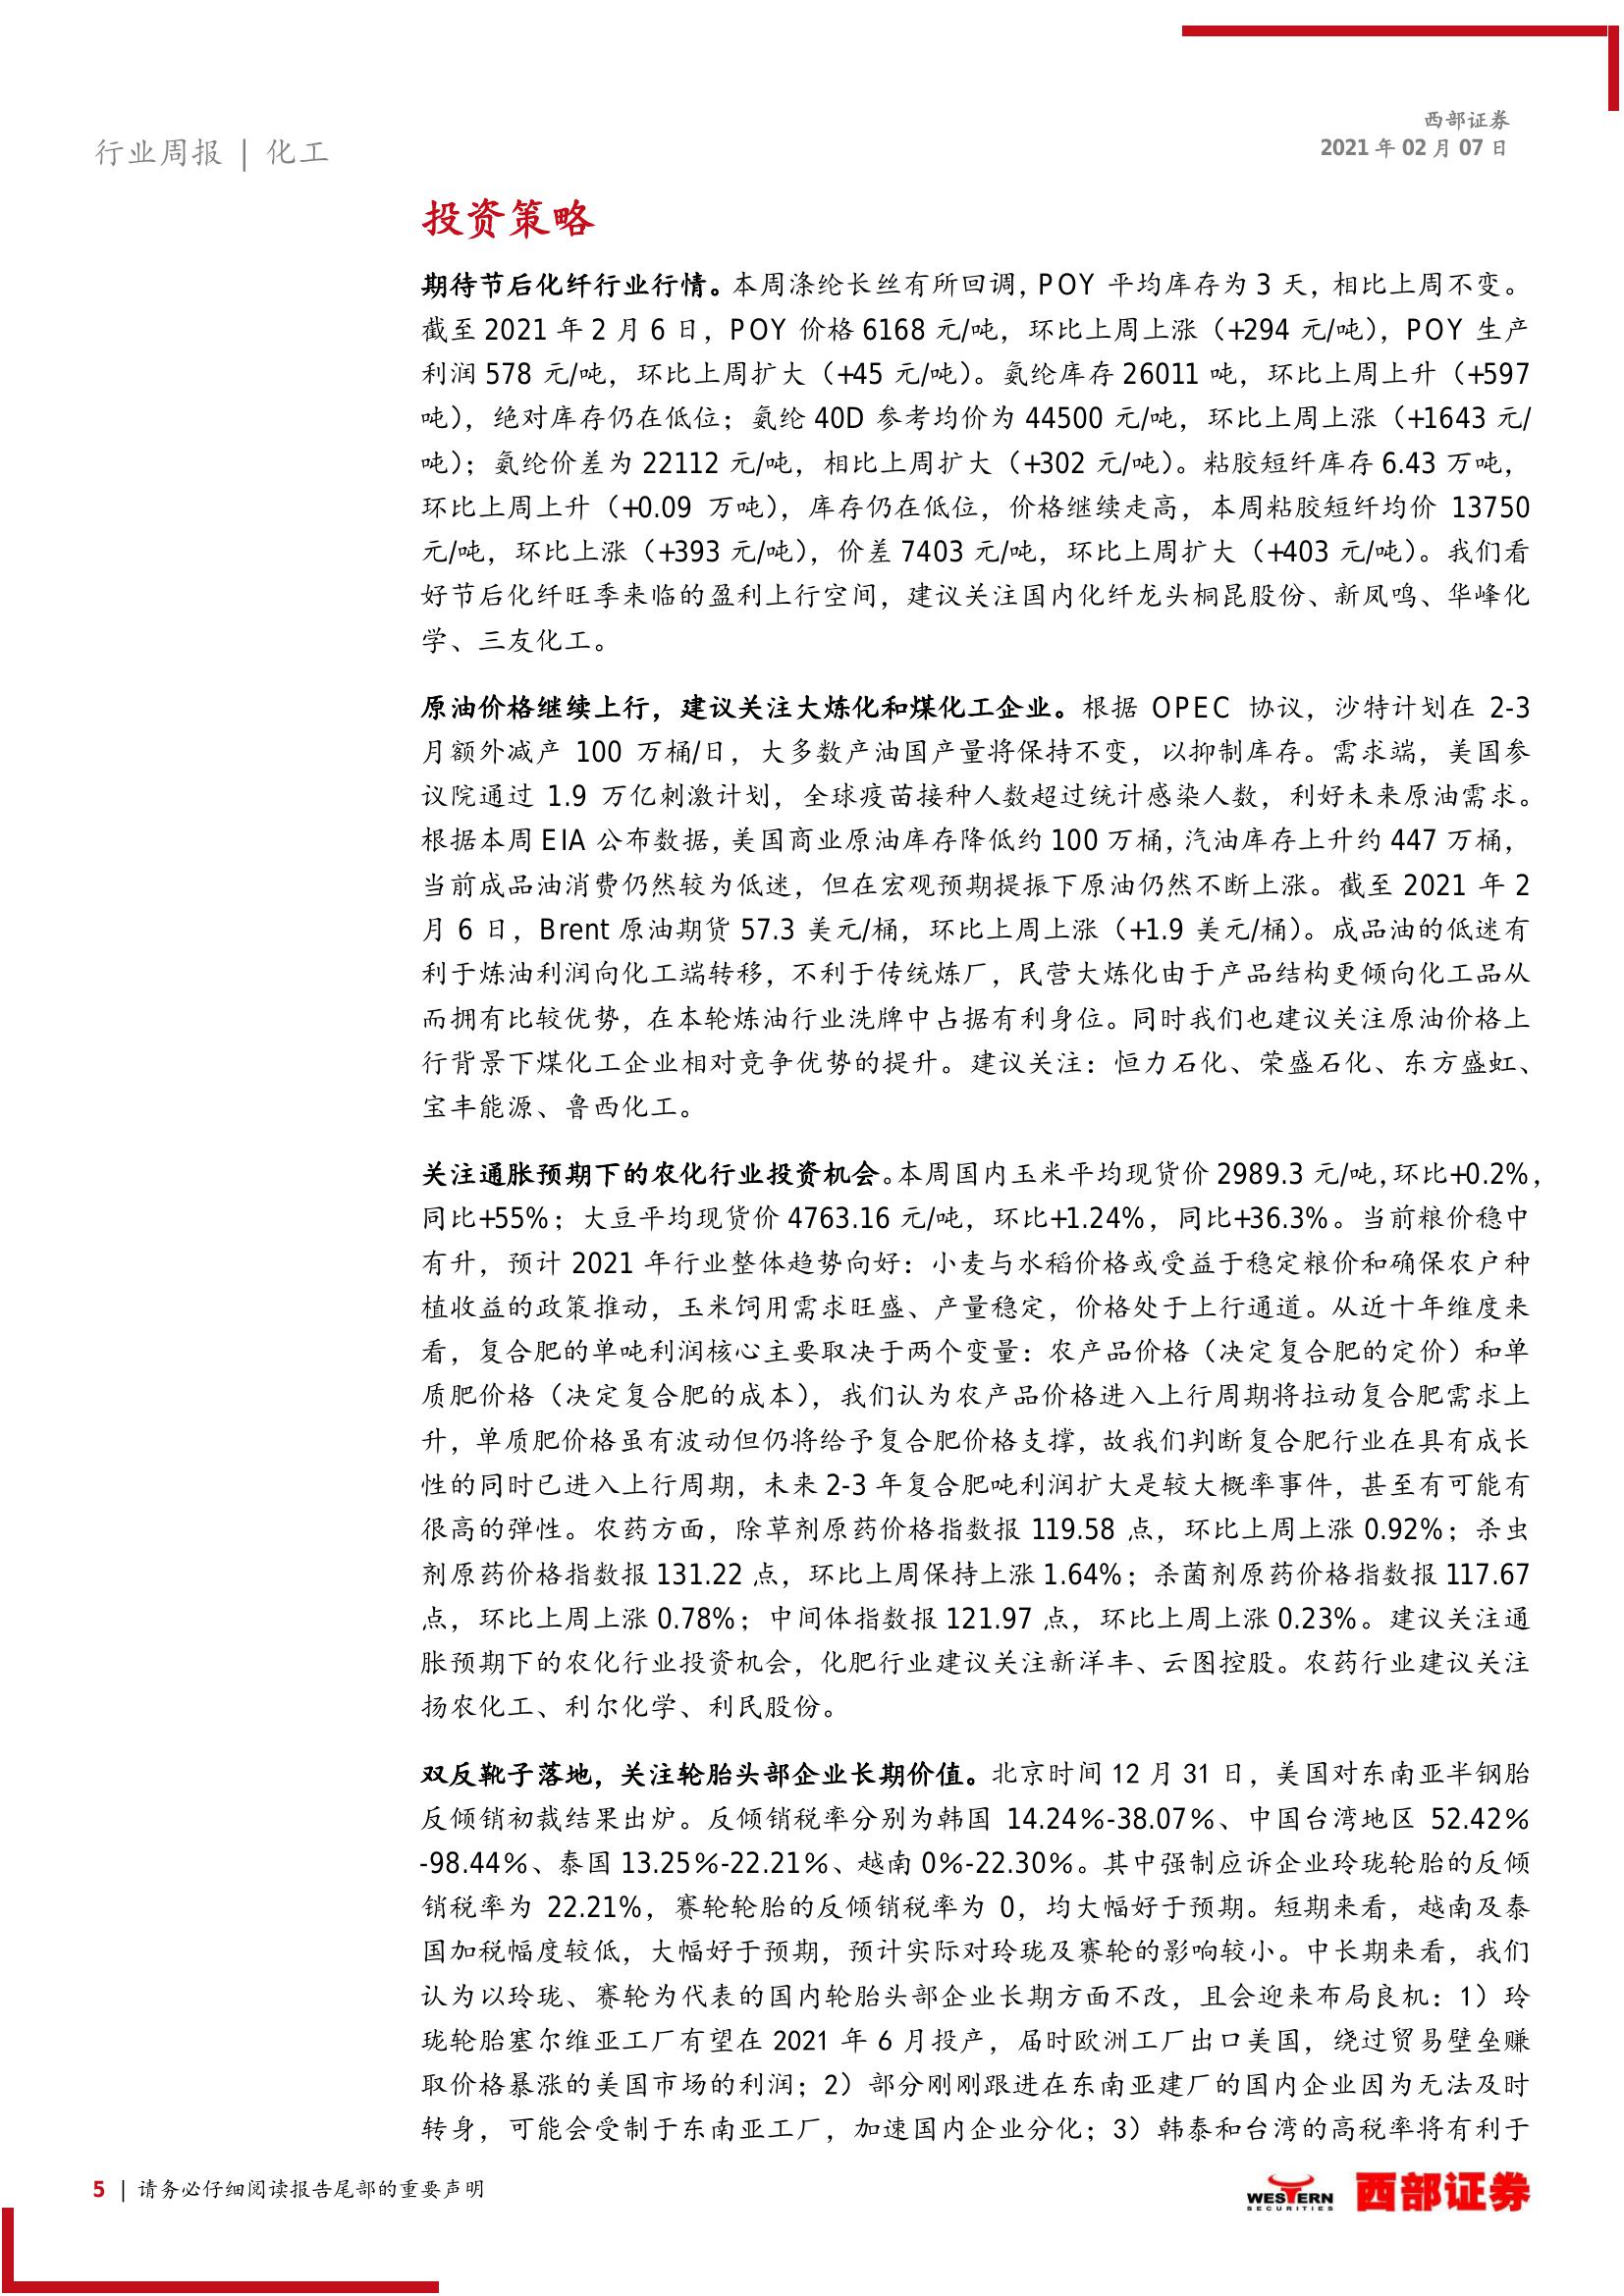 行业周报 | 化工
西部证券
2021 年 02 月 07 日
投资策略
期待节后化纤行业行情。本周涤纶长丝有所回调，POY 平均库存为 3 天，相比上周不变。
截至 2021 年 2 月 6 日，POY 价格 6168 元/吨，环比上周上涨（+294 元/吨），POY 生产
利润 578 元/吨，环比上周扩大（+45 元/吨）。氨纶库存 26011 吨，环比上周上升（+597
吨），绝对库存仍在低位；氨纶 40D 参考均价为 44500 元/吨，环比上周上涨（+1643 元/
吨）；氨纶价差为 22112 元/吨，相比上周扩大（+302 元/吨）。粘胶短纤库存 6.43 万吨，
环比上周上升（+0.09 万吨），库存仍在低位，价格继续走高，本周粘胶短纤均价 13750
元/吨，环比上涨（+393 元/吨），价差 7403 元/吨，环比上周扩大（+403 元/吨）。我们看
好节后化纤旺季来临的盈利上行空间，建议关注国内化纤龙头桐昆股份、新凤鸣、华峰化
学、三友化工。
原油价格继续上行，建议关注大炼化和煤化工企业。根据 OPEC 协议，沙特计划在 2-3
月额外减产 100 万桶/日，大多数产油国产量将保持不变，以抑制库存。需求端，美国参
议院通过 1.9 万亿刺激计划，全球疫苗接种人数超过统计感染人数，利好未来原油需求。
根据本周 EIA 公布数据，美国商业原油库存降低约 100 万桶，汽油库存上升约 447 万桶，
当前成品油消费仍然较为低迷，但在宏观预期提振下原油仍然不断上涨。截至 2021 年 2
月 6 日，Brent 原油期货 57.3 美元/桶，环比上周上涨（+1.9 美元/桶）。成品油的低迷有
利于炼油利润向化工端转移，不利于传统炼厂，民营大炼化由于产品结构更倾向化工品从
而拥有比较优势，在本轮炼油行业洗牌中占据有利身位。同时我们也建议关注原油价格上
行背景下煤化工企业相对竞争优势的提升。建议关注：恒力石化、荣盛石化、东方盛虹、
宝丰能源、鲁西化工。
关注通胀预期下的农化行业投资机会。本周国内玉米平均现货价 2989.3 元/吨，环比+0.2%，
同比+55%；大豆平均现货价 4763.16 元/吨，环比+1.24%，同比+36.3%。当前粮价稳中
有升，预计 2021 年行业整体趋势向好：小麦与水稻价格或受益于稳定粮价和确保农户种
植收益的政策推动，玉米饲用需求旺盛、产量稳定，价格处于上行通道。从近十年维度来
看，复合肥的单吨利润核心主要取决于两个变量：农产品价格（决定复合肥的定价）和单
质肥价格（决定复合肥的成本），我们认为农产品价格进入上行周期将拉动复合肥需求上
升，单质肥价格虽有波动但仍将给予复合肥价格支撑，故我们判断复合肥行业在具有成长
性的同时已进入上行周期，未来 2-3 年复合肥吨利润扩大是较大概率事件，甚至有可能有
很高的弹性。农药方面，除草剂原药价格指数报 119.58 点，环比上周上涨 0.92%；杀虫
剂原药价格指数报 131.22 点，环比上周保持上涨 1.64%；杀菌剂原药价格指数报 117.67
点，环比上周上涨 0.78%；中间体指数报 121.97 点，环比上周上涨 0.23%。建议关注通
胀预期下的农化行业投资机会，化肥行业建议关注新洋丰、云图控股。农药行业建议关注
扬农化工、利尔化学、利民股份。
双反靴子落地，关注轮胎头部企业长期价值。北京时间 12 月 31 日，美国对东南亚半钢胎
反倾销初裁结果出炉。反倾销税率分别为韩国 14.24%-38.07%、中国台湾地区 52.42%
-98.44%、泰国 13.25%-22.21%、越南 0%-22.30%。其中强制应诉企业玲珑轮胎的反倾
销税率为 22.21%，赛轮轮胎的反倾销税率为 0，均大幅好于预期。短期来看，越南及泰
国加税幅度较低，大幅好于预期，预计实际对玲珑及赛轮的影响较小。中长期来看，我们
认为以玲珑、赛轮为代表的国内轮胎头部企业长期方面不改，且会迎来布局良机：1）玲
珑轮胎塞尔维亚工厂有望在 2021 年 6 月投产，届时欧洲工厂出口美国，绕过贸易壁垒赚
取价格暴涨的美国市场的利润；2）部分刚刚跟进在东南亚建厂的国内企业因为无法及时
转身，可能会受制于东南亚工厂，加速国内企业分化；3）韩泰和台湾的高税率将有利于
5 | 请务必仔细阅读报告尾部的重要声明
WESTERN
SECURITIES
西部证券